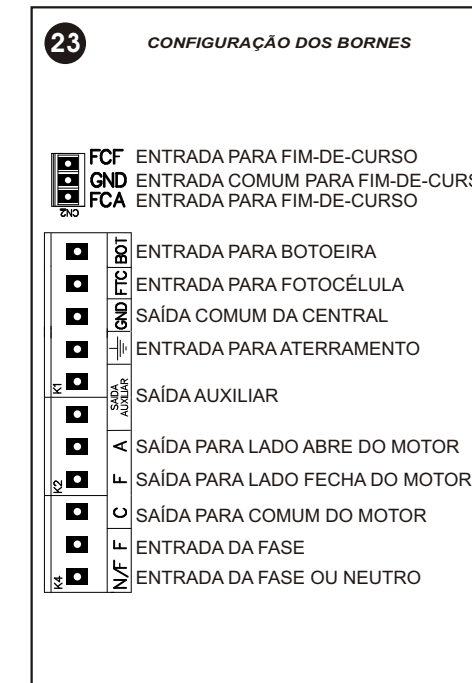 23 CONFIGURAÇÃO DOS BORNES
FCF ENTRADA PARA FIM-DE-CURSO
GND ENTRADA COMUM PARA FIM-DE-CURS
FCA ENTRADA PARA FIM-DE-CURSO
CN2
BOT ENTRADA PARA BOTOEIRA
FTC ENTRADA PARA FOTOCÉLULA
GND SAÍDA COMUM DA CENTRAL
ENTRADA PARA ATERRAMENTO
K1
SAIDA AUXILIAR SAÍDA AUXILIAR
A SAÍDA PARA LADO ABRE DO MOTOR
K2 F SAÍDA PARA LADO FECHA DO MOTOR
C SAÍDA PARA COMUM DO MOTOR
F ENTRADA DA FASE
K4 N/F ENTRADA DA FASE OU NEUTRO